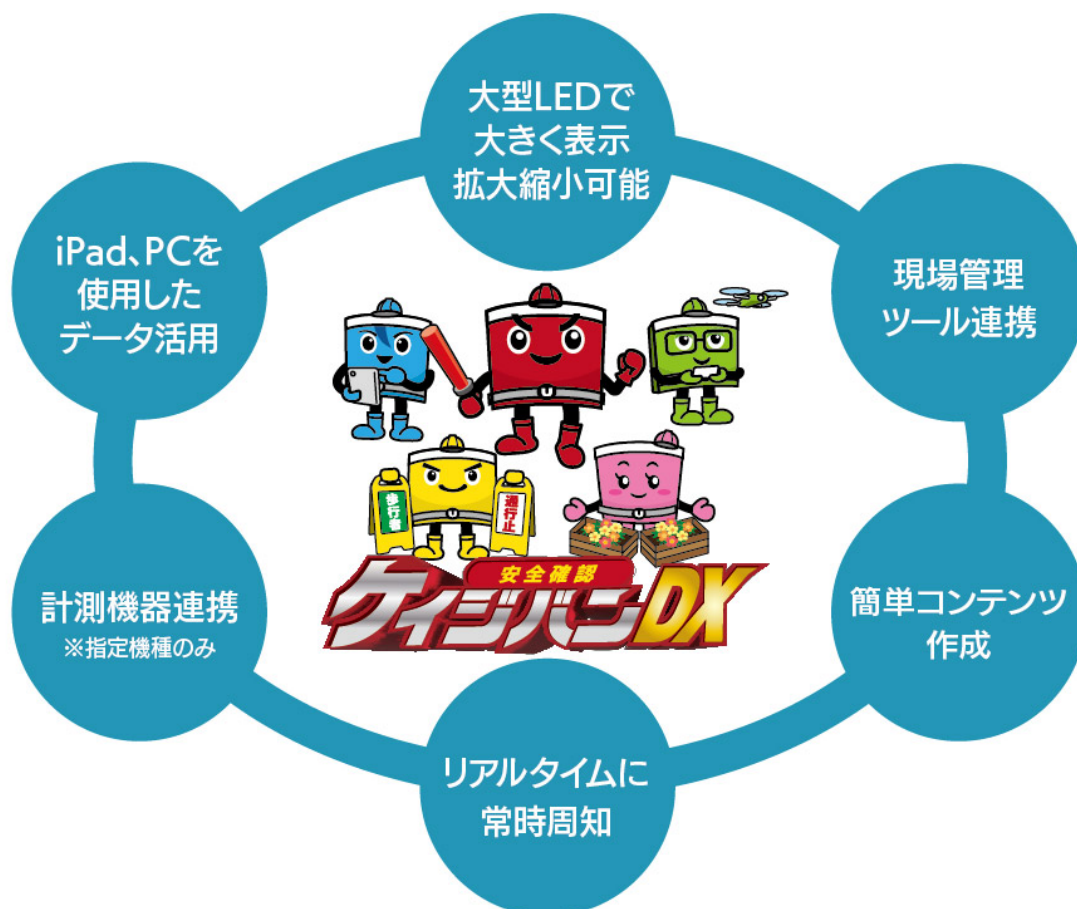 大型LEDで
大きく表示
拡大縮小可能
iPad、PCを
使用した
データ活用
現場管理
ツール連携
歩行者
通行止
安全確認
ケイジバンDX
計測機器連携
※指定機種のみ
簡単コンテンツ
作成
リアルタイムに
常時周知